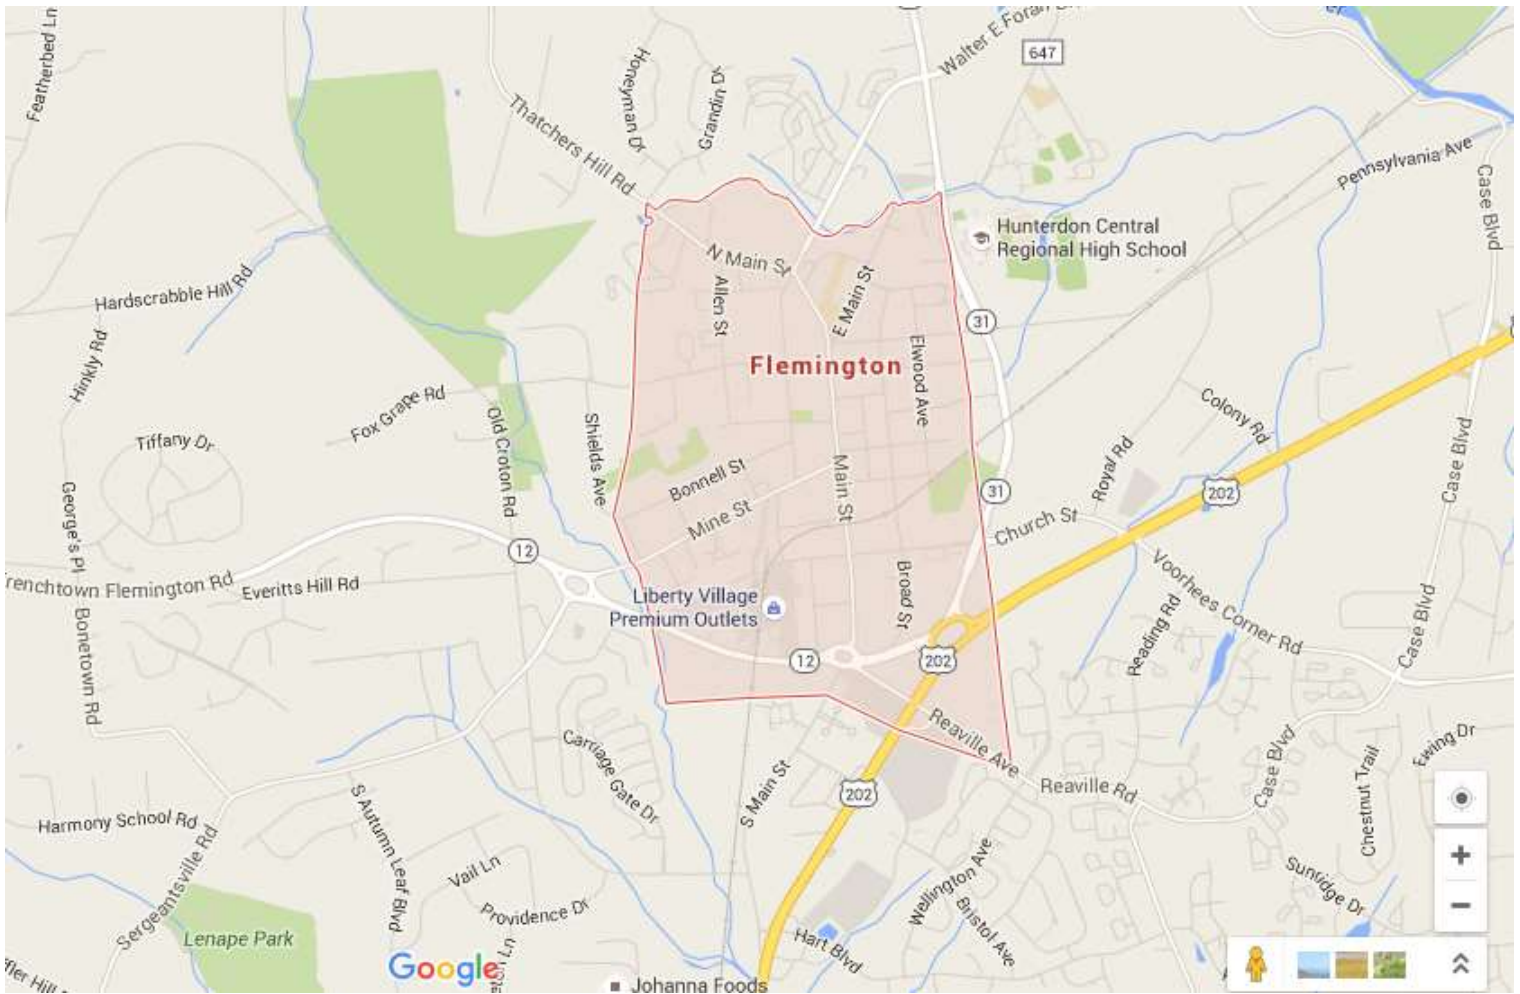 Featherbed Ln
Honeyman Dr
Grandin Dr
Walter E Foran
647
Thatchers Hill Rd
Pennsylvania Ave
Case Blvd
Hunterdon Central
Regional High School
N Main St
Allen St
E Main St
31
Hardscrabble Hill Rd
Hinkly Rd
Flemington
Elwood Ave
Fox Grape Rd
Old Croton Rd
Shields Ave
Tiffany Dr
Colony Rd
Royal Rd
Case Blvd
Bonnell St
Mine St
Main St
31
202
Church St
George's Pl
12
renchtown Flemington Rd
Everitts Hill Rd
Liberty Village
Premium Outlets
Broad St
Voorhees Corner Rd
Reading Rd
Case Blvd
Bonetown Rd
12
202
Reaville Ave
Carriage Gate Dr
S Main St
202
Reaville Rd
Case Blvd
Chestnut Trail
Ewing Dr
Harmony School Rd
Sergeantsville Rd
S Autumn Leaf Blvd
Vail Ln
Providence Dr
Wellington Ave
Bristol Ave
Sunridge Dr
Lenape Park
Hart Blvd
Google
Johanna Foods